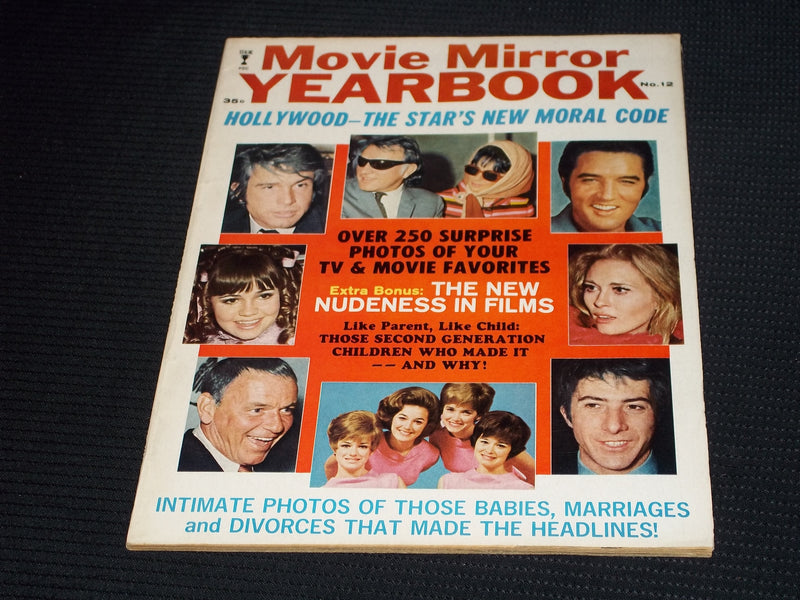 Movie Mirror
YEARBOOK
No. 12
35¢
HOLLYWOOD—THE STAR'S NEW MORAL CODE
OVER 250 SURPRISE
PHOTOS OF YOUR
TV & MOVIE FAVORITES
Extra Bonus: THE NEW
NUDENESS IN FILMS
Like Parent, Like Child:
THOSE SECOND GENERATION
CHILDREN WHO MADE IT
—— AND WHY!
INTIMATE PHOTOS OF THOSE BABIES, MARRIAGES
and DIVORCES THAT MADE THE HEADLINES!